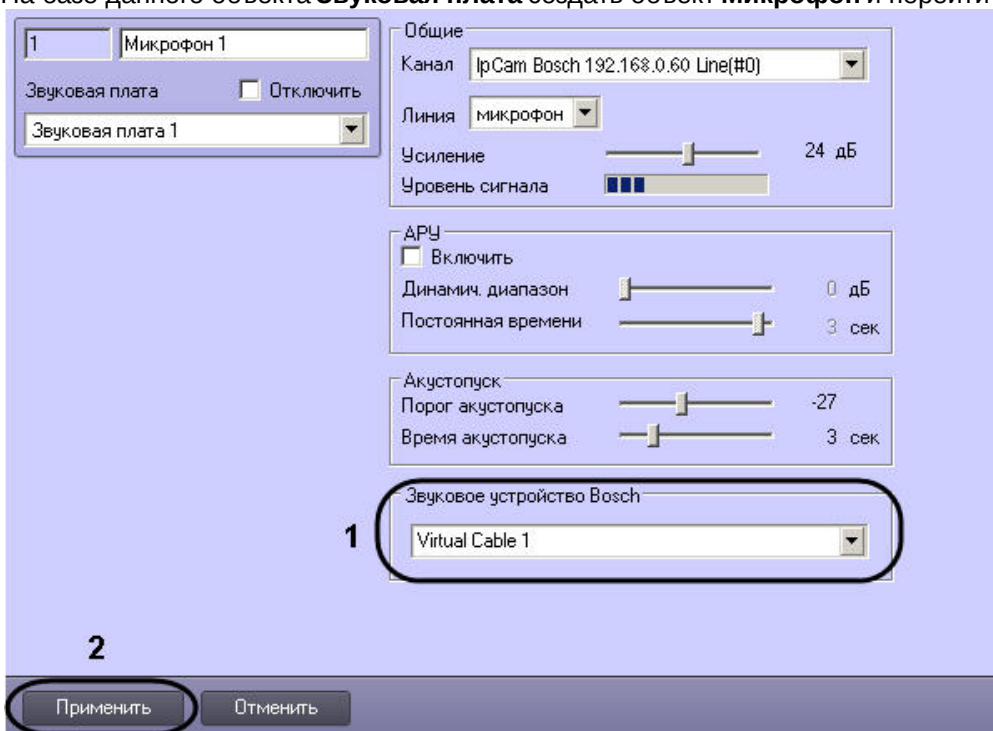 На базе данного объекта Звуковая плата создать объект Микрофон и перейти
1 Микрофон 1
Звуковая плата Отключить
Звуковая плата 1
Общие
Канал IpCam Bosch 192.168.0.60 Line(#0)
Линия микрофон
Усиление 24 дБ
Уровень сигнала
АРУ
Включить
Динамич. диапазон 0 дБ
Постоянная времени 3 сек
Акустопуск
Порог акустопуска -27
Время акустопуска 3 сек
Звуковое устройство Bosch
1 Virtual Cable 1
2
Применить Отменить